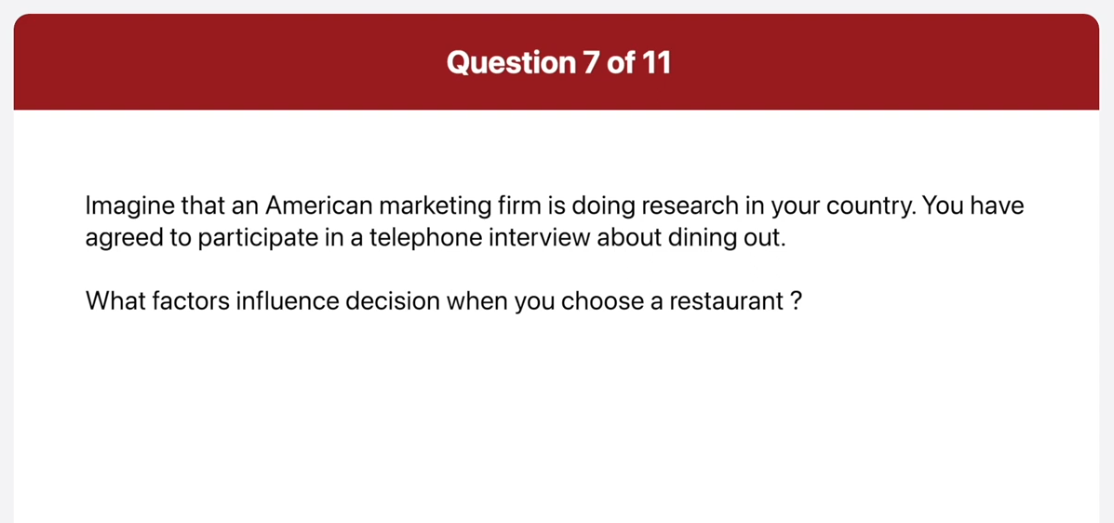 Question 7 of 11
Imagine that an American marketing firm is doing research in your country. You have
agreed to participate in a telephone interview about dining out.
What factors influence decision when you choose a restaurant ?